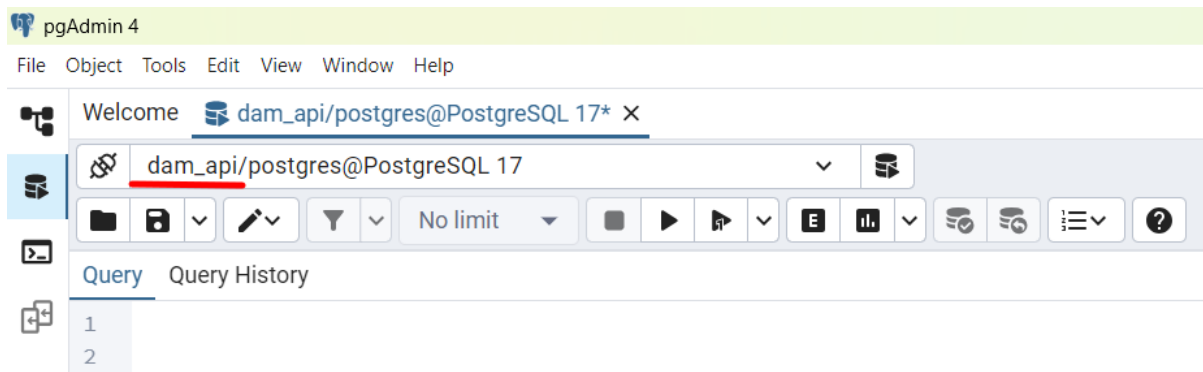 pgAdmin 4
File Object Tools Edit View Window Help
Welcome dam_api/postgres@PostgreSQL 17*
dam_api/postgres@PostgreSQL 17
No limit E
Query Query History
1
2